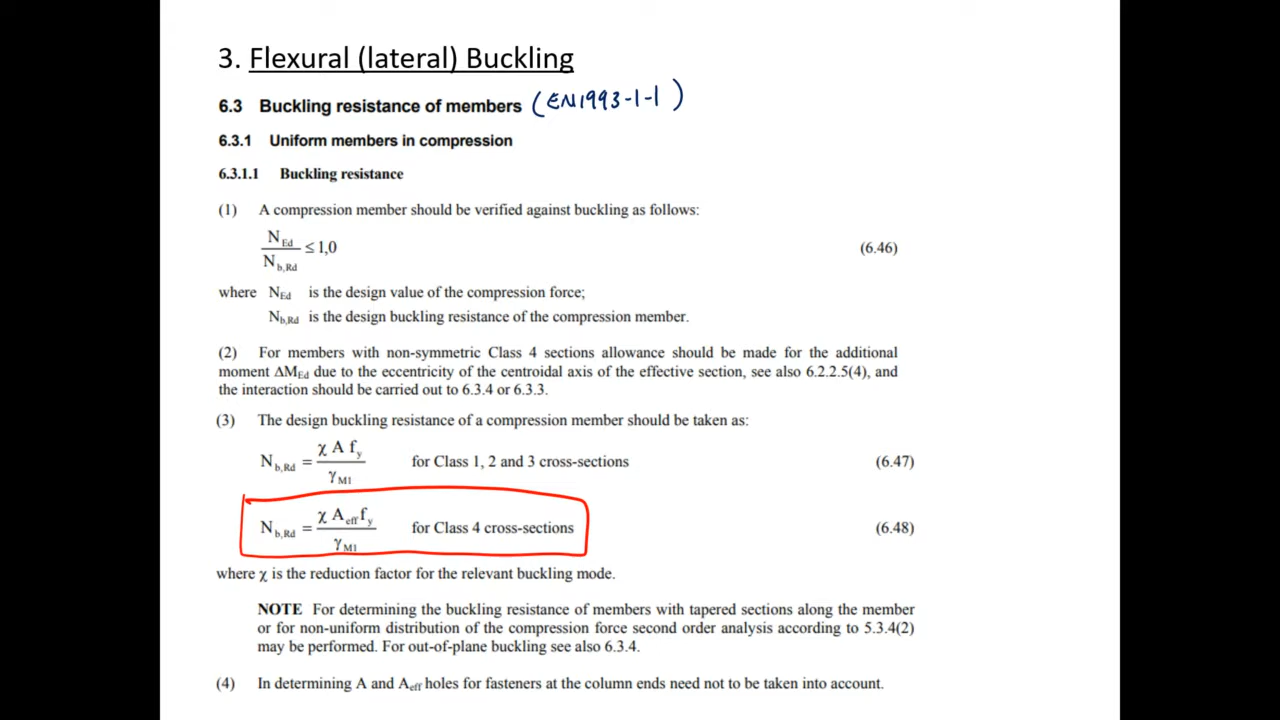 3. Flexural (lateral) Buckling
6.3 Buckling resistance of members (EN1993-1-1)
6.3.1 Uniform members in compression
6.3.1.1 Buckling resistance
(1) A compression member should be verified against buckling as follows:
N_Ed / N_b,Rd ≤ 1,0 (6.46)
where N_Ed is the design value of the compression force;
N_b,Rd is the design buckling resistance of the compression member.
(2) For members with non-symmetric Class 4 sections allowance should be made for the additional
moment ΔM_Ed due to the eccentricity of the centroidal axis of the effective section, see also 6.2.2.5(4), and
the interaction should be carried out to 6.3.4 or 6.3.3.
(3) The design buckling resistance of a compression member should be taken as:
N_b,Rd = χ A f_y / γ_M1 for Class 1, 2 and 3 cross-sections (6.47)
N_b,Rd = χ A_eff f_y / γ_M1 for Class 4 cross-sections (6.48)
where χ is the reduction factor for the relevant buckling mode.
NOTE For determining the buckling resistance of members with tapered sections along the member
or for non-uniform distribution of the compression force second order analysis according to 5.3.4(2)
may be performed. For out-of-plane buckling see also 6.3.4.
(4) In determining A and A_eff holes for fasteners at the column ends need not to be taken into account.